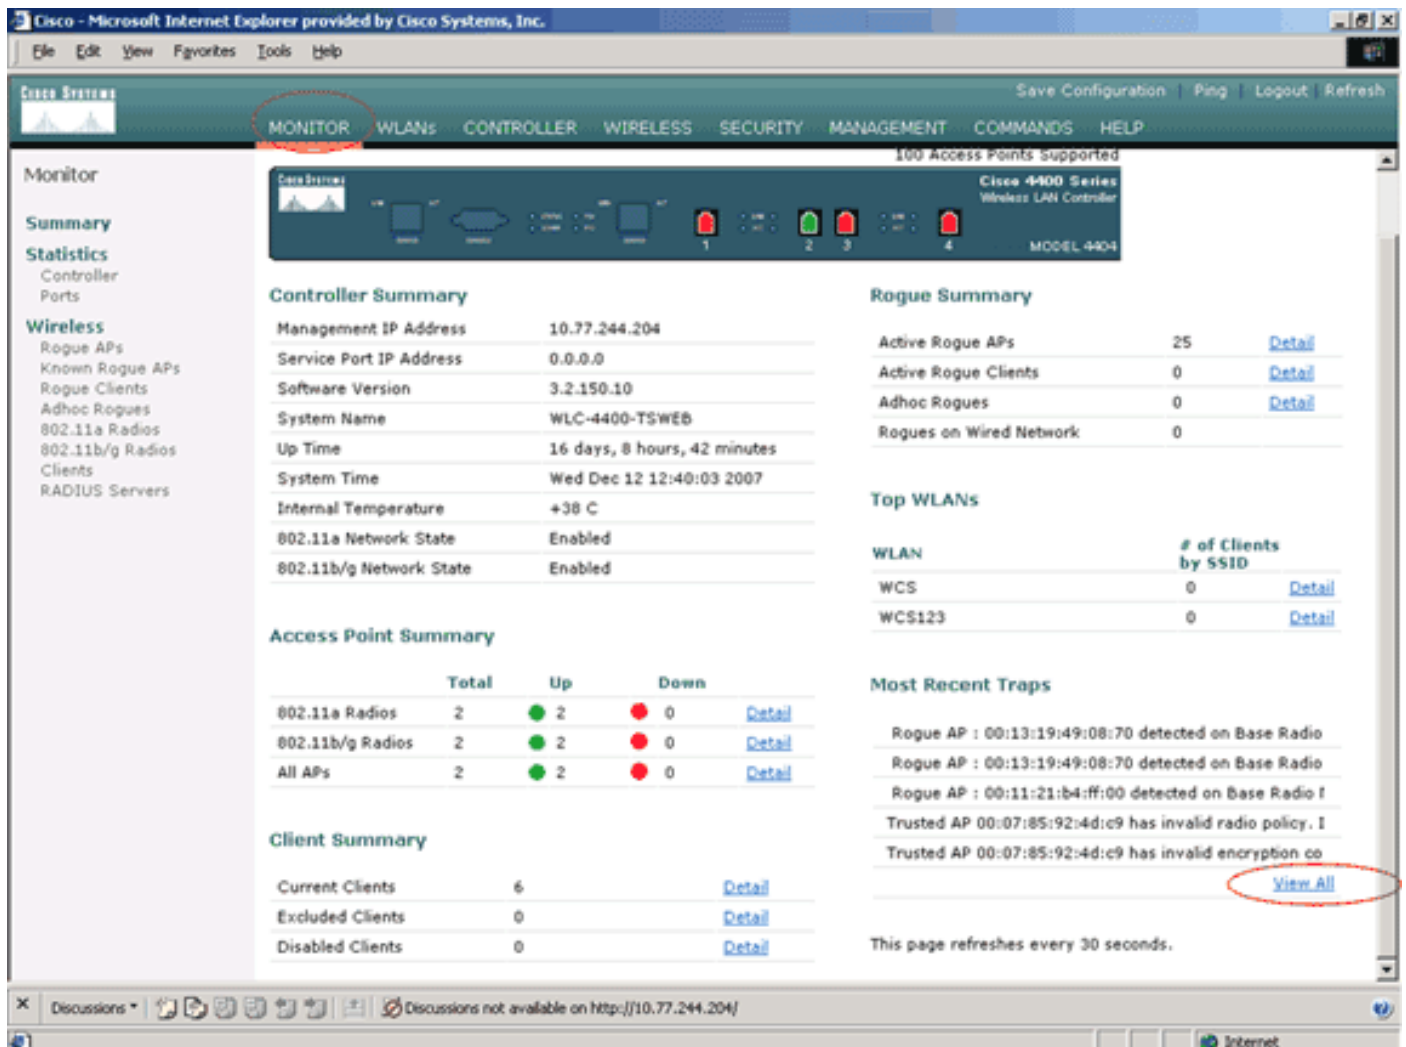 Cisco - Microsoft Internet Explorer provided by Cisco Systems, Inc.
File Edit View Favorites Tools Help
Cisco Systems
Save Configuration | Ping | Logout | Refresh
MONITOR WLANs CONTROLLER WIRELESS SECURITY MANAGEMENT COMMANDS HELP
Monitor
Summary
Statistics
Controller
Ports
Wireless
Rogue APs
Known Rogue APs
Rogue Clients
Adhoc Rogues
802.11a Radios
802.11b/g Radios
Clients
RADIUS Servers
100 Access Points Supported
Cisco Systems
Cisco 4400 Series
Wireless LAN Controller
MODEL 4404
1 2 3 4
Controller Summary
Management IP Address 10.77.244.204
Service Port IP Address 0.0.0.0
Software Version 3.2.150.10
System Name WLC-4400-TSWEB
Up Time 16 days, 8 hours, 42 minutes
System Time Wed Dec 12 12:40:03 2007
Internal Temperature +38 C
802.11a Network State Enabled
802.11b/g Network State Enabled
Access Point Summary
Total Up Down
802.11a Radios 2 2 0 Detail
802.11b/g Radios 2 2 0 Detail
All APs 2 2 0 Detail
Client Summary
Current Clients 6 Detail
Excluded Clients 0 Detail
Disabled Clients 0 Detail
Rogue Summary
Active Rogue APs 25 Detail
Active Rogue Clients 0 Detail
Adhoc Rogues 0 Detail
Rogues on Wired Network 0
Top WLANs
WLAN # of Clients
by SSID
WCS 0 Detail
WCS123 0 Detail
Most Recent Traps
Rogue AP : 00:13:19:49:08:70 detected on Base Radio
Rogue AP : 00:13:19:49:08:70 detected on Base Radio
Rogue AP : 00:11:21:b4:ff:00 detected on Base Radio
Trusted AP 00:07:85:92:4d:c9 has invalid radio policy. I
Trusted AP 00:07:85:92:4d:c9 has invalid encryption co
View All
This page refreshes every 30 seconds.
Discussions Discussions not available on http://10.77.244.204/
Internet